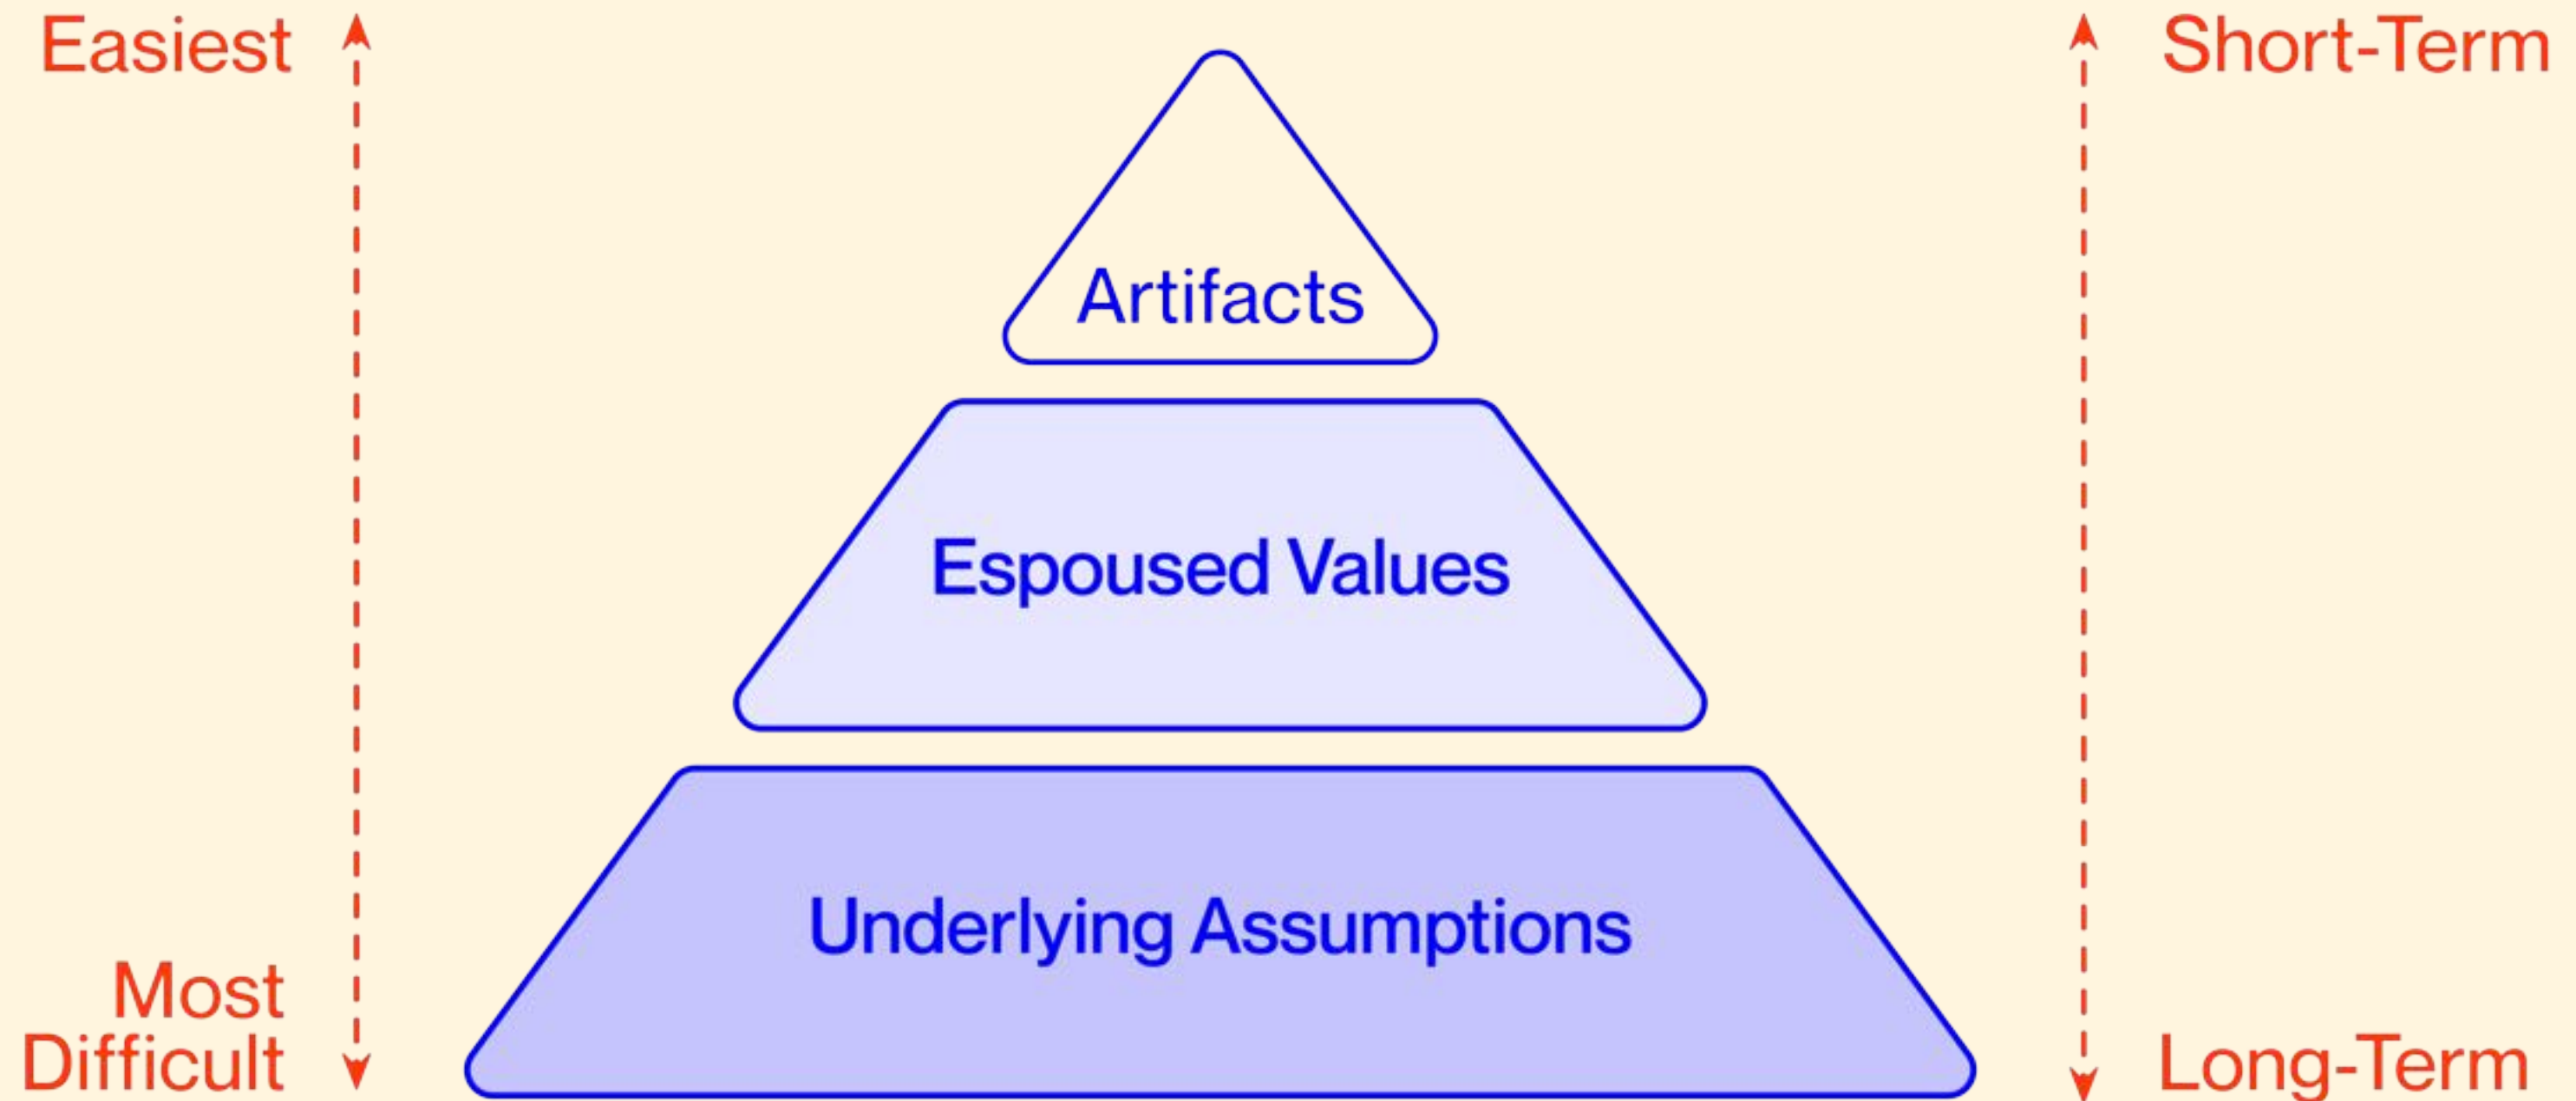 Easiest
Short-Term
Artifacts
Espoused Values
Underlying Assumptions
Most
Difficult
Long-Term